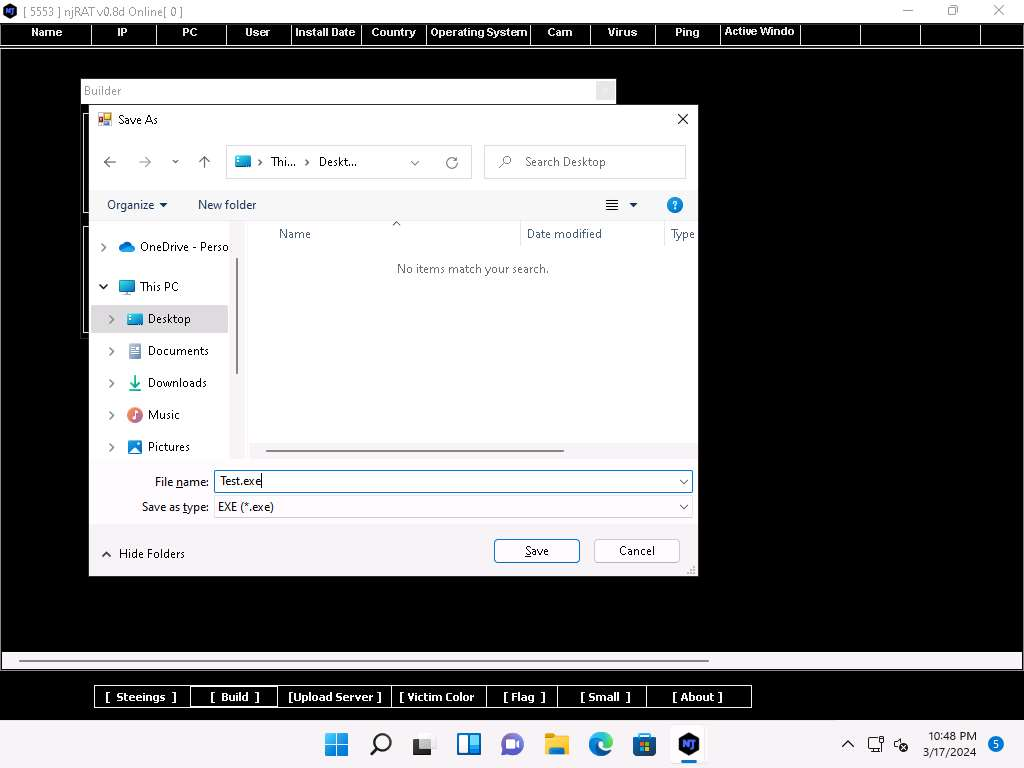 [ 5553 ] njRAT v0.8d Online[ 0 ]
Name IP PC User Install Date Country Operating System Cam Virus Ping Active Windo
Builder
Save As
Thi... Deskt... Search Desktop
Organize New folder
Name Date modified Type
OneDrive - Perso
No items match your search.
This PC
Desktop
Documents
Downloads
Music
Pictures
File name: Test.exe
Save as type: EXE (*.exe)
Hide Folders Save Cancel
[ Steeings ] [ Build ] [Upload Server ] [ Victim Color [ Flag ] [ Small ] [ About ]
10:48 PM
3/17/2024 5